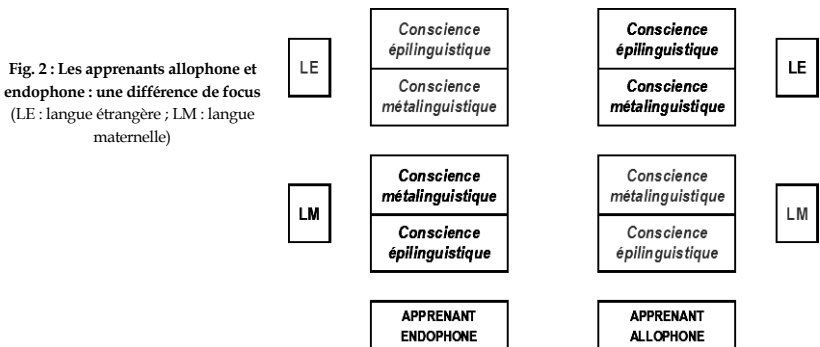 Fig. 2 : Les apprenants allophone et
endophone : une différence de focus
(LE : langue étrangère ; LM : langue
maternelle)
LE
Conscience
épilinguistique
Conscience
métalinguistique
Conscience
épilinguistique
Conscience
métalinguistique
LE
LM
Conscience
métalinguistique
Conscience
épilinguistique
Conscience
métalinguistique
Conscience
épilinguistique
LM
APPRENANT
ENDOPHONE
APPRENANT
ALLOPHONE